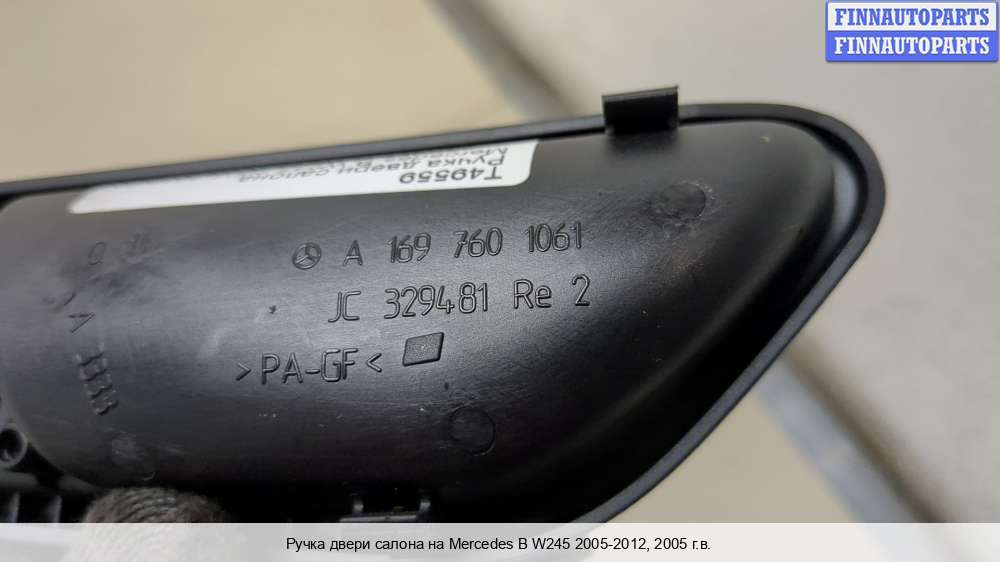 FINNAUTOPARTS
FINNAUTOPARTS
T49559
Ручка двери салона
A 169 760 1061
JC 329481 Re 2
>PA-GF<
Ручка двери салона на Mercedes B W245 2005-2012, 2005 г.в.